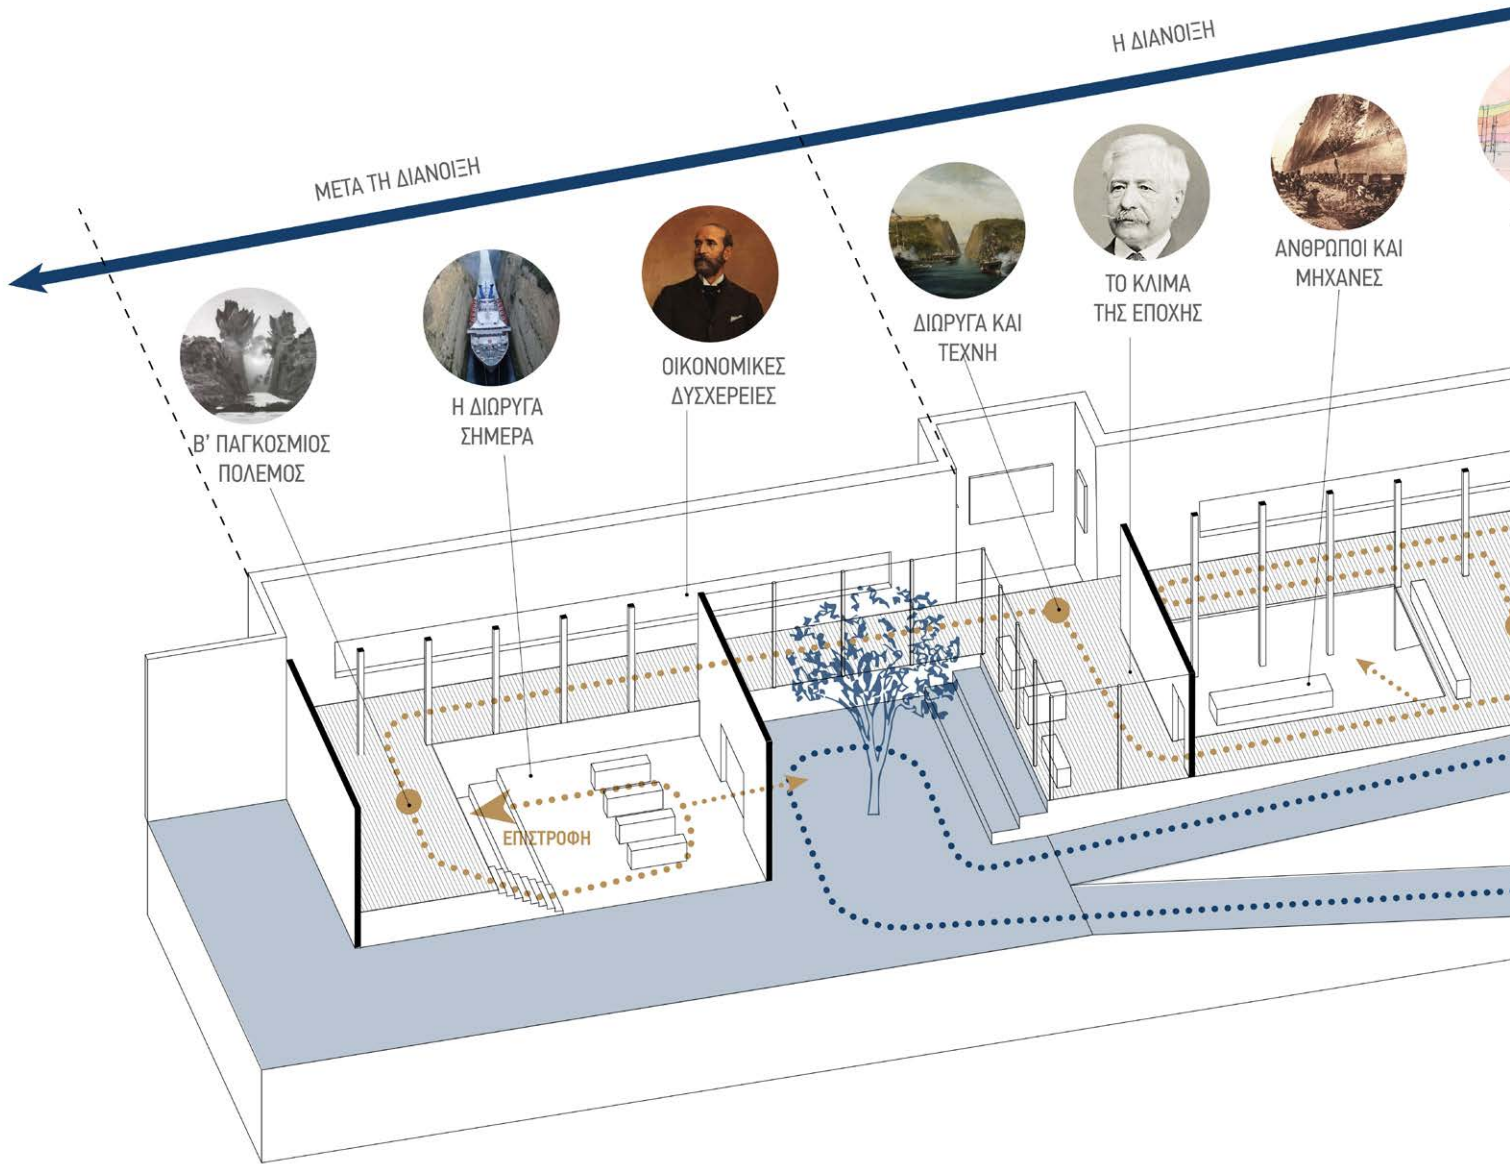 Η ΔΙΑΝΟΙΞΗ
ΜΕΤΑ ΤΗ ΔΙΑΝΟΙΞΗ
Β' ΠΑΓΚΟΣΜΙΟΣ
ΠΟΛΕΜΟΣ
Η ΔΙΩΡΥΓΑ
ΣΗΜΕΡΑ
ΟΙΚΟΝΟΜΙΚΕΣ
ΔΥΣΧΕΡΕΙΕΣ
ΔΙΩΡΥΓΑ ΚΑΙ
ΤΕΧΝΗ
ΤΟ ΚΛΙΜΑ
ΤΗΣ ΕΠΟΧΗΣ
ΑΝΘΡΩΠΟΙ ΚΑΙ
ΜΗΧΑΝΕΣ
ΕΠΙΣΤΡΟΦΗ